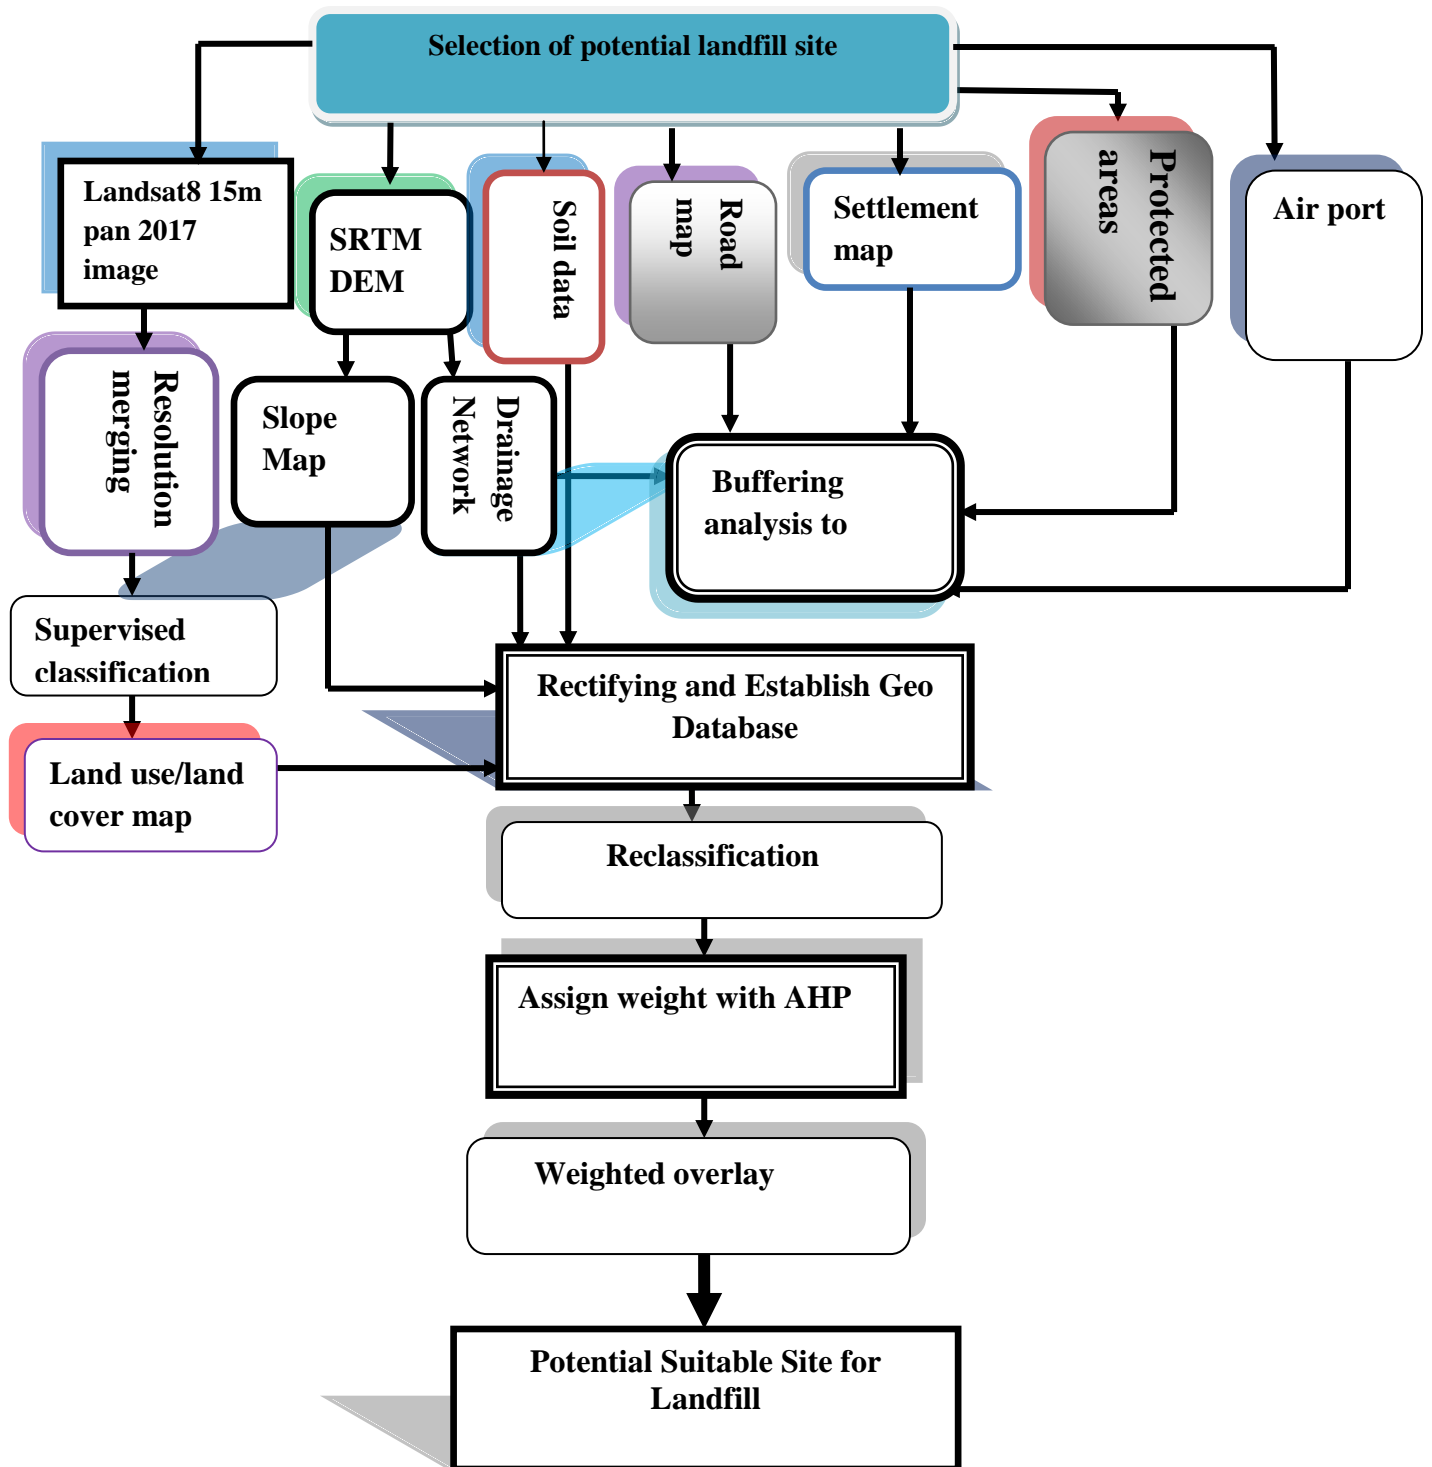 Selection of potential landfill site
Landsat8 15m
pan 2017
image
SRTM
DEM
Soil data
Road
map
Settlement
map
Protected
areas
Air port
Resolution
merging
Slope
Map
Drainage
Network
Buffering
analysis to
Supervised
classification
Rectifying and Establish Geo
Database
Land use/land
cover map
Reclassification
Assign weight with AHP
Weighted overlay
Potential Suitable Site for
Landfill